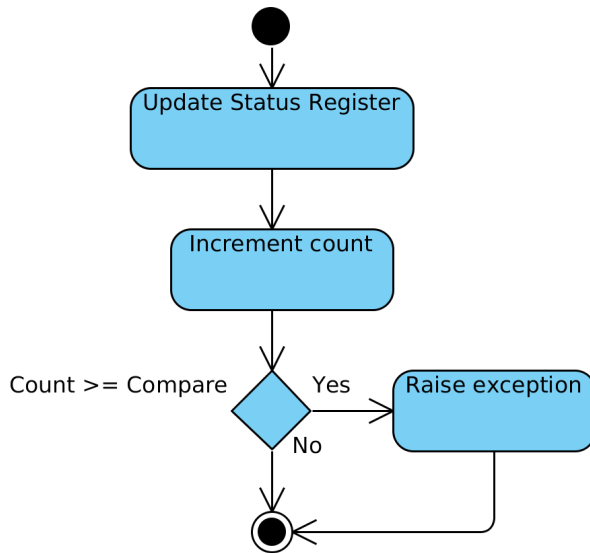 Update Status Register
Increment count
Count >= Compare
Yes
Raise exception
No